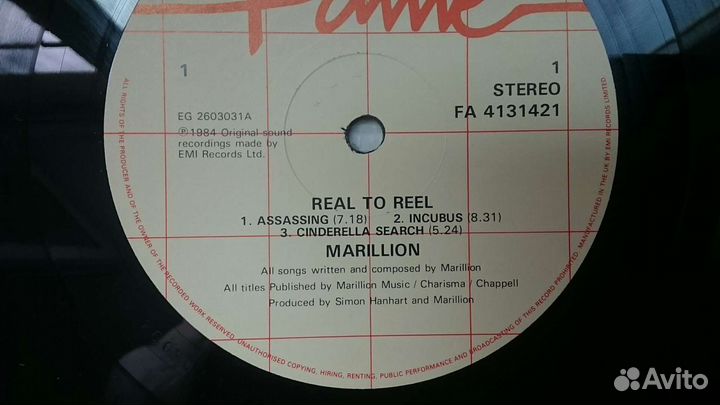 Fame
1
1
STEREO
FA 4131421
EG 2603031A
Ⓟ1984 Original sound
recordings made by
EMI Records Ltd.
REAL TO REEL
1. ASSASSING (7.18) 2. INCUBUS (8.31)
3. CINDERELLA SEARCH (5.24)
MARILLION
All songs written and composed by Marillion
All titles Published by Marillion Music / Charisma / Chappell
Produced by Simon Hanhart and Marillion
ALL RIGHTS OF THE PRODUCER AND OF THE OWNER OF THE RECORDED WORK RESERVED. UNAUTHORISED COPYING, HIRING, RENTING, PUBLIC PERFORMANCE AND BROADCASTING OF THIS RECORD PROHIBITED. MANUFACTURED IN THE UK BY EMI RECORDS LIMITED
Avito